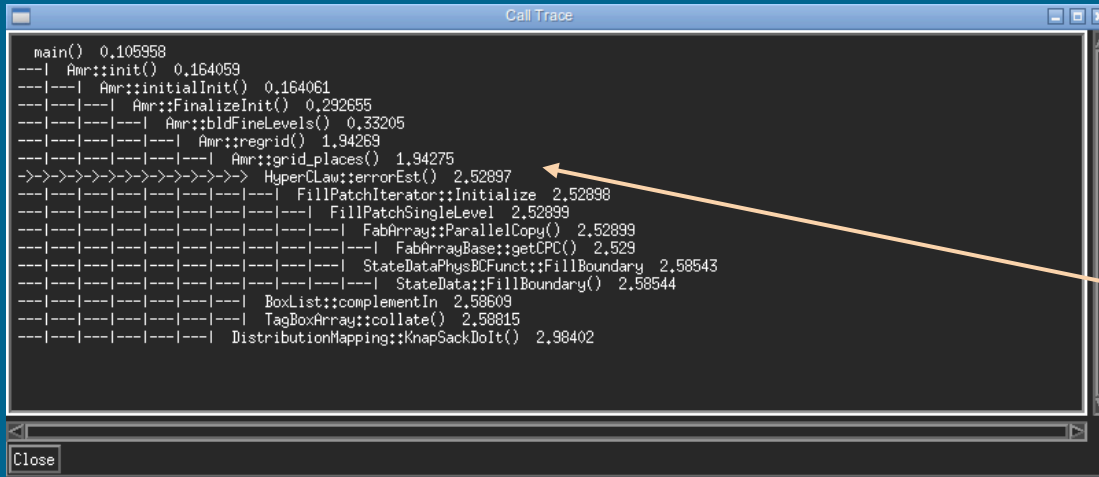 Call Trace
main() 0.105958
---| Amr::init() 0.164059
---|---| Amr::initialInit() 0.164061
---|---|---| Amr::FinalizeInit() 0.292655
---|---|---|---| Amr::bldFineLevels() 0.33205
---|---|---|---|---| Amr::regrid() 1.94269
---|---|---|---|---|---| Amr::grid_places() 1.94275
->->->->->->->->->->->->->-> HyperCLaw::errorEst() 2.52897
---|---|---|---|---|---|---|---| FillPatchIterator::Initialize 2.52898
---|---|---|---|---|---|---|---|---| FillPatchSingleLevel 2.52899
---|---|---|---|---|---|---|---|---|---| FabArray::ParallelCopy() 2.52899
---|---|---|---|---|---|---|---|---|---|---| FabArrayBase::getCPC() 2.529
---|---|---|---|---|---|---|---|---|---| StateDataPhysBCFunct::FillBoundary 2.58543
---|---|---|---|---|---|---|---|---|---|---| StateData::FillBoundary() 2.58544
---|---|---|---|---|---|---| BoxList::complementIn 2.58609
---|---|---|---|---|---|---| TagBoxArray::collate() 2.58815
---|---|---|---|---|---| DistributionMapping::KnapSackDoIt() 2.98402
Close